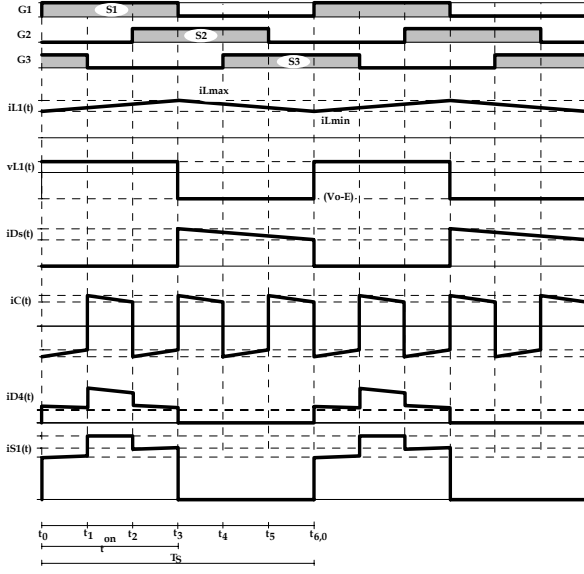 G1 S1
G2 S2
G3 S3
iL1(t) iLmax
iLmin
vL1(t)
(Vo-E)
iDs(t)
iC(t)
iD4(t)
iS1(t)
t0 t1 t2 t3 t4 t5 t6,0
t on
TS